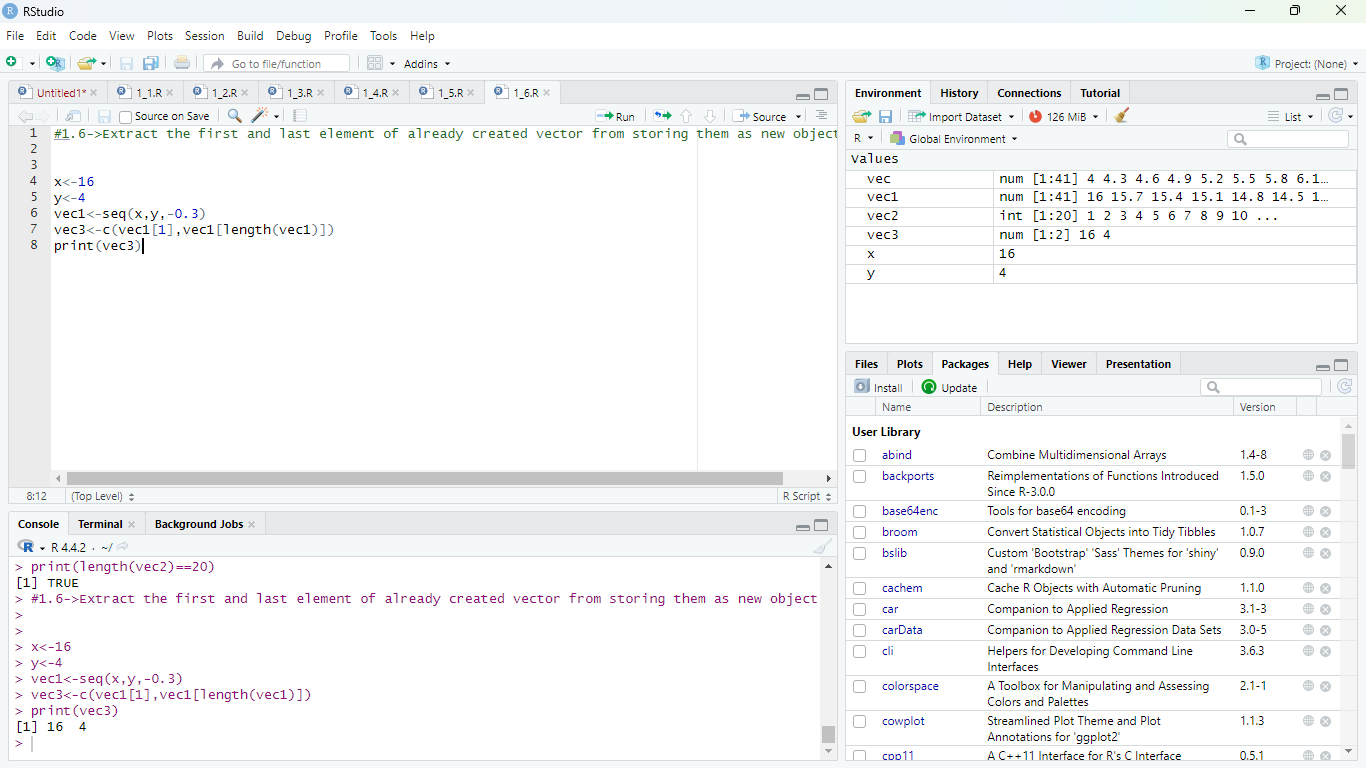 RStudio
File Edit Code View Plots Session Build Debug Profile Tools Help
Go to file/function Addins Project: (None)
Untitled1* 1_1.R 1_2.R 1_3.R 1_4.R 1_5.R 1_6.R
Source on Save Run Source
1 #1.6->Extract the first and last element of already created vector from storing them as new object
2
3
4 x<-16
5 y<-4
6 vec1<-seq(x,y,-0.3)
7 vec3<-c(vec1[1],vec1[length(vec1)])
8 print(vec3)
8:12 (Top Level) R Script
Console Terminal Background Jobs
R 4.4.2 · ~/
> print(length(vec2)==20)
[1] TRUE
> #1.6->Extract the first and last element of already created vector from storing them as new object
>
>
> x<-16
> y<-4
> vec1<-seq(x,y,-0.3)
> vec3<-c(vec1[1],vec1[length(vec1)])
> print(vec3)
[1] 16 4
>
Environment History Connections Tutorial
Import Dataset 126 MiB List
R Global Environment
Values
vec num [1:41] 4 4.3 4.6 4.9 5.2 5.5 5.8 6.1…
vec1 num [1:41] 16 15.7 15.4 15.1 14.8 14.5 1…
vec2 int [1:20] 1 2 3 4 5 6 7 8 9 10 ...
vec3 num [1:2] 16 4
x 16
y 4
Files Plots Packages Help Viewer Presentation
Install Update
Name Description Version
User Library
abind Combine Multidimensional Arrays 1.4-8
backports Reimplementations of Functions Introduced 1.5.0
Since R-3.0.0
base64enc Tools for base64 encoding 0.1-3
broom Convert Statistical Objects into Tidy Tibbles 1.0.7
bslib Custom 'Bootstrap' 'Sass' Themes for 'shiny' 0.9.0
and 'rmarkdown'
cachem Cache R Objects with Automatic Pruning 1.1.0
car Companion to Applied Regression 3.1-3
carData Companion to Applied Regression Data Sets 3.0-5
cli Helpers for Developing Command Line 3.6.3
Interfaces
colorspace A Toolbox for Manipulating and Assessing 2.1-1
Colors and Palettes
cowplot Streamlined Plot Theme and Plot 1.1.3
Annotations for 'ggplot2'
cpp11 A C++11 Interface for R's C Interface 0.5.1